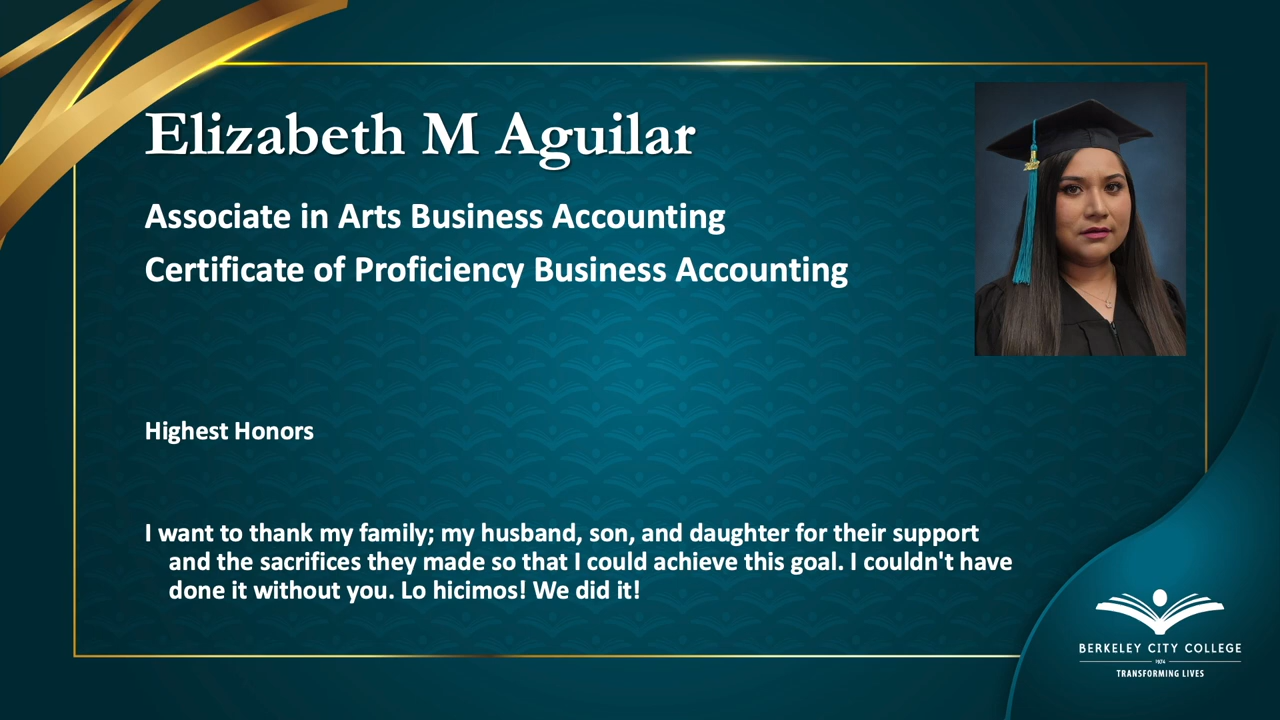 Elizabeth M Aguilar
Associate in Arts Business Accounting
Certificate of Proficiency Business Accounting
Highest Honors
I want to thank my family; my husband, son, and daughter for their support
and the sacrifices they made so that I could achieve this goal. I couldn't have
done it without you. Lo hicimos! We did it!
BERKELEY CITY COLLEGE
1974
TRANSFORMING LIVES